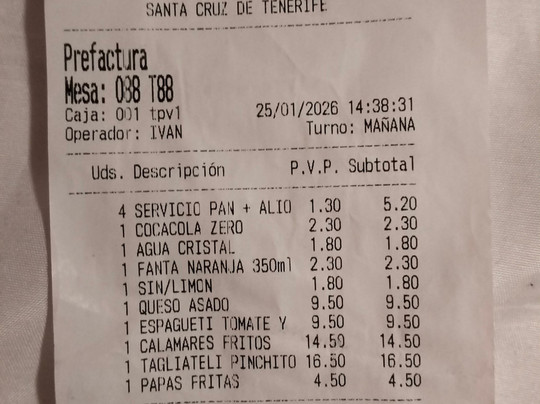 SANTA CRUZ DE TENERIFE
Prefactura
Mesa: 088 T88
Caja: 001 tpv1 25/01/2026 14:38:31
Operador: IVAN Turno: MAÑANA
Uds. Descripción P.V.P. Subtotal
4 SERVICIO PAN + ALIO 1.30 5.20
1 COCACOLA ZERO 2.30 2.30
1 AGUA CRISTAL 1.80 1.80
1 FANTA NARANJA 350ml 2.30 2.30
1 SIN/LIMON 1.80 1.80
1 QUESO ASADO 9.50 9.50
1 ESPAGUETI TOMATE Y 9.50 9.50
1 CALAMARES FRITOS 14.50 14.50
1 TAGLIATELI PINCHITO 16.50 16.50
1 PAPAS FRITAS 4.50 4.50